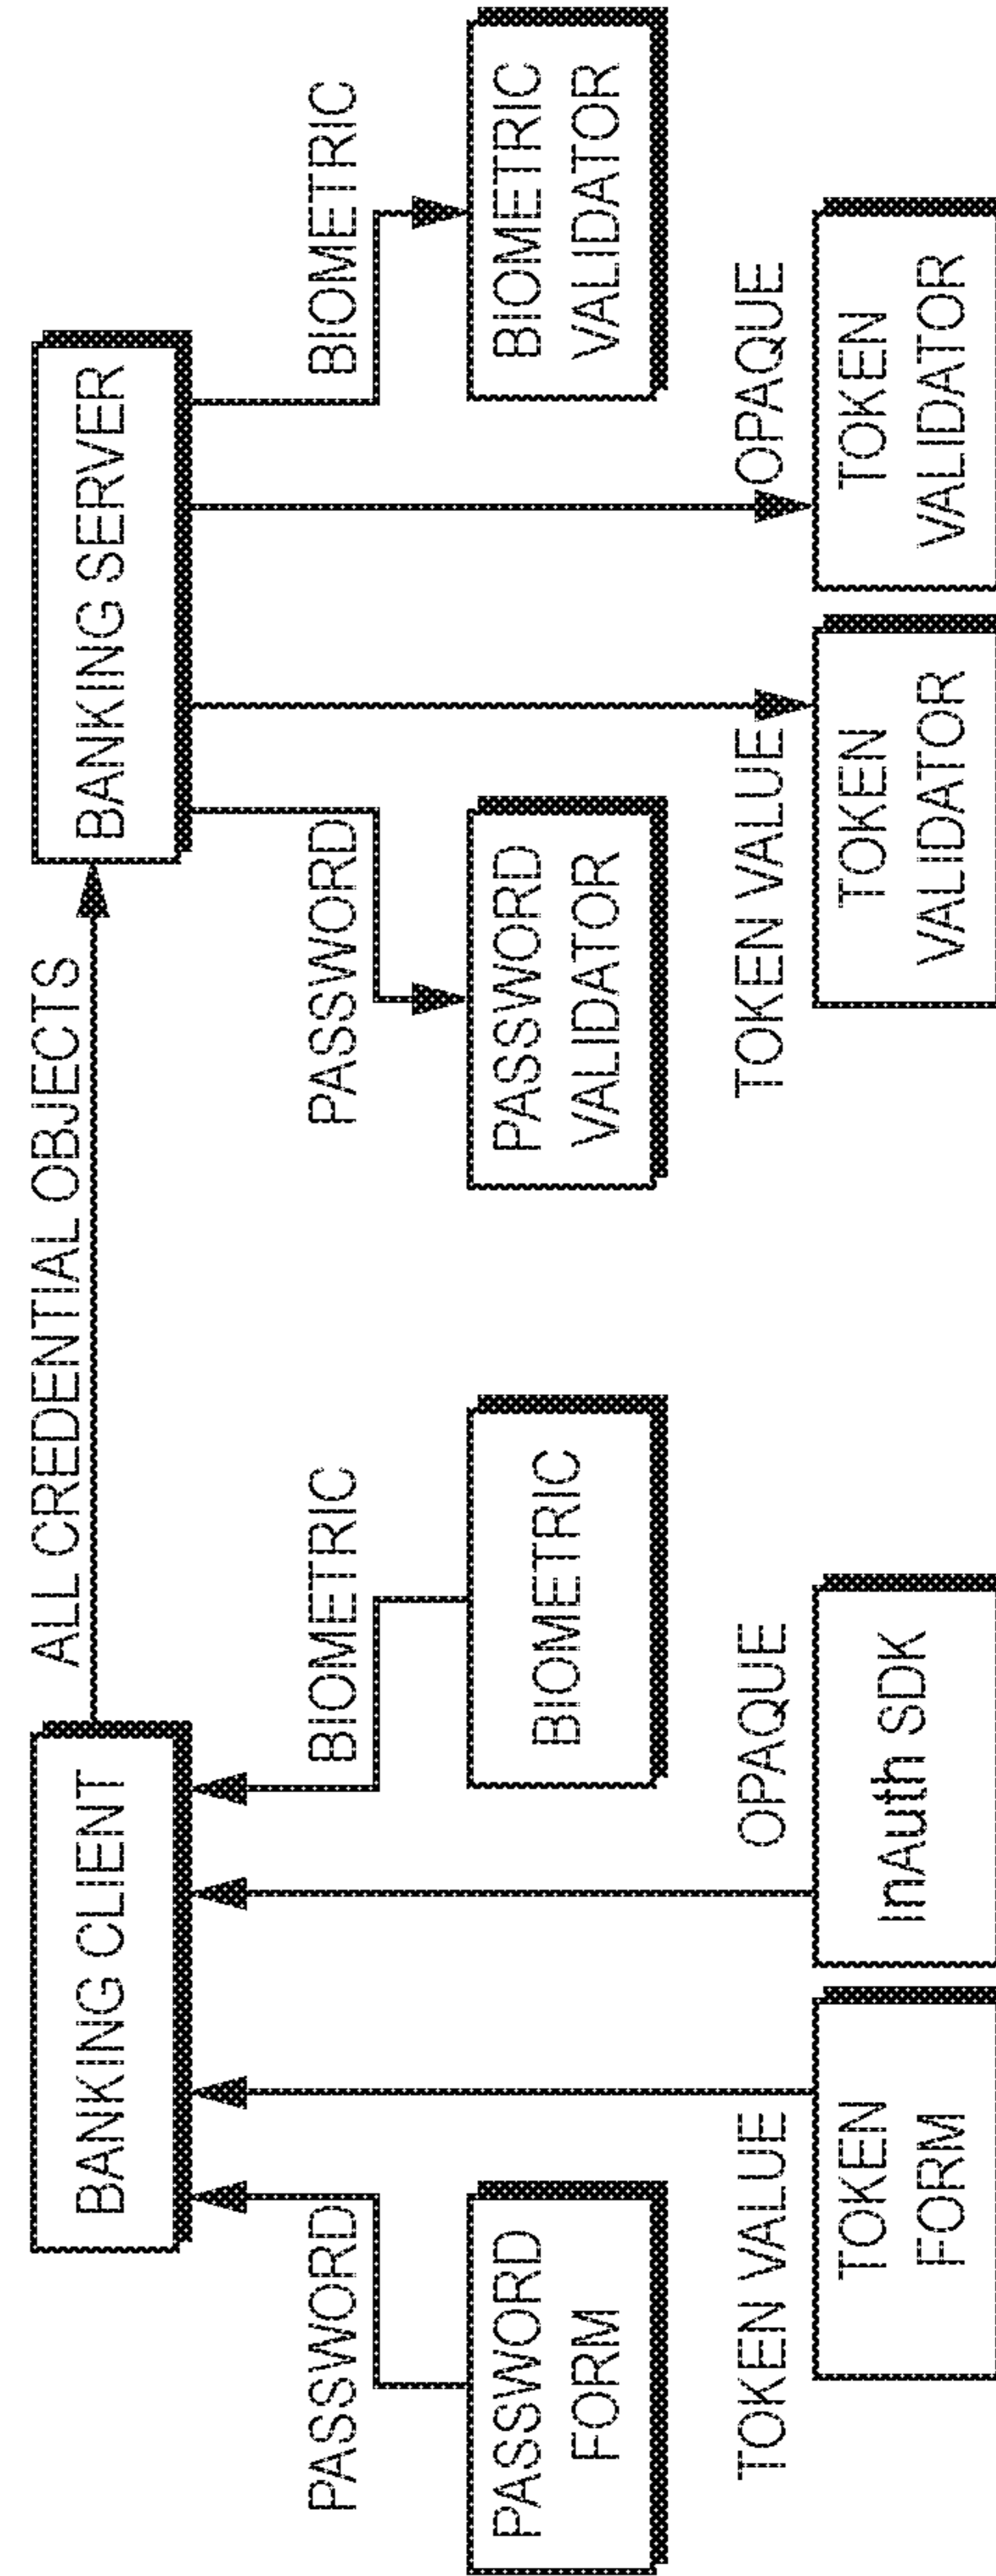 ALL CREDENTIAL OBJECTS
BANKING CLIENT
BANKING SERVER
PASSWORD
BIOMETRIC
PASSWORD
BIOMETRIC
PASSWORD
FORM
BIOMETRIC
PASSWORD
VALIDATOR
BIOMETRIC
VALIDATOR
TOKEN VALUE
OPAQUE
TOKEN VALUE
OPAQUE
TOKEN
FORM
InAuth SDK
TOKEN
VALIDATOR
TOKEN
VALIDATOR